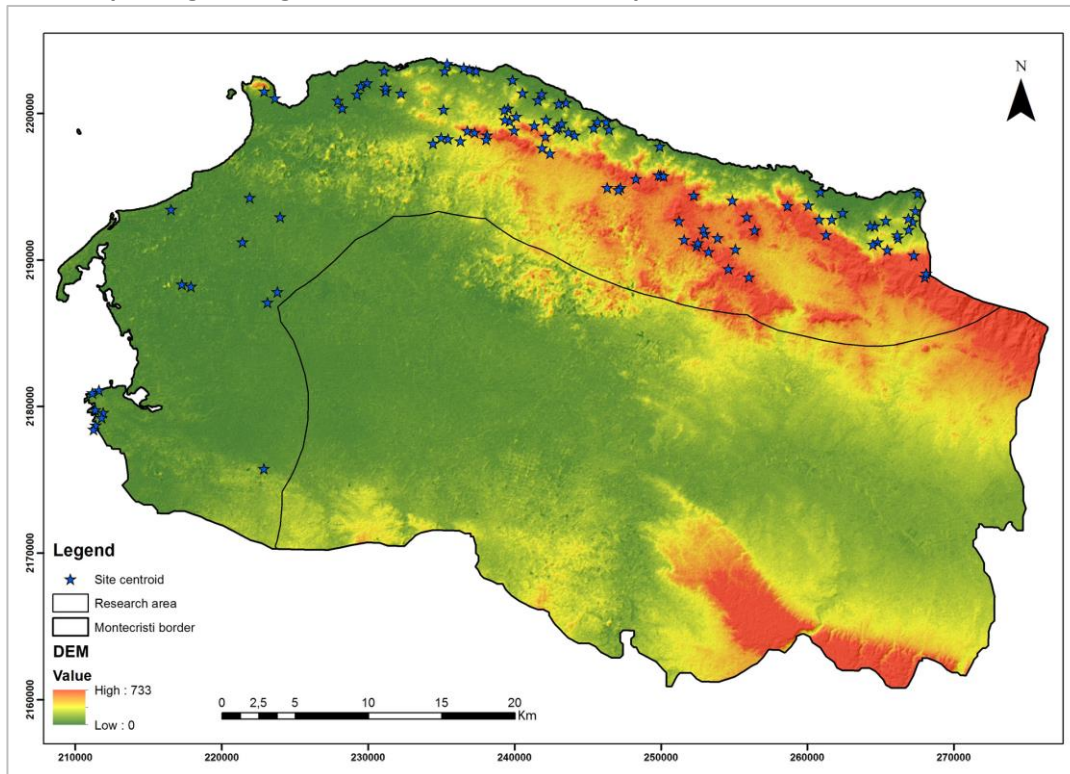 N
2200000
2190000
2180000
2170000
2160000
Legend
Site centroid
Research area
Montecristi border
DEM
Value
High : 733
Low : 0
0 2,5 5 10 15 20
Km
210000 220000 230000 240000 250000 260000 270000